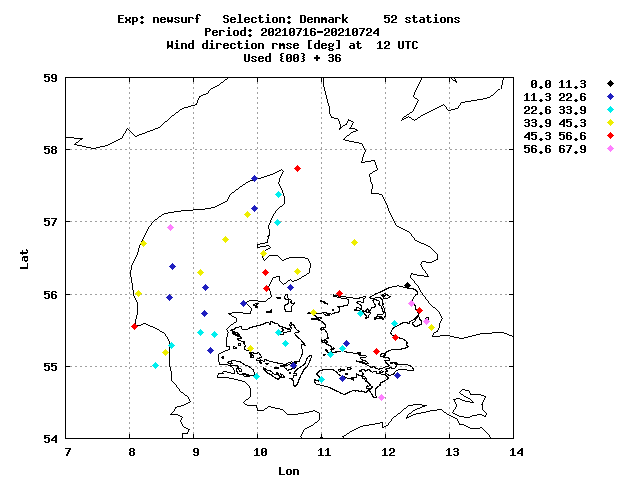 Exp: newsurf   Selection: Denmark     52 stations
Period: 20210716-20210724
Wind direction rmse [deg] at  12 UTC
Used {00} + 36
0.0 11.3
11.3 22.6
22.6 33.9
33.9 45.3
45.3 56.6
56.6 67.9
59
58
57
56
55
54
Lat
7 8 9 10 11 12 13 14
Lon